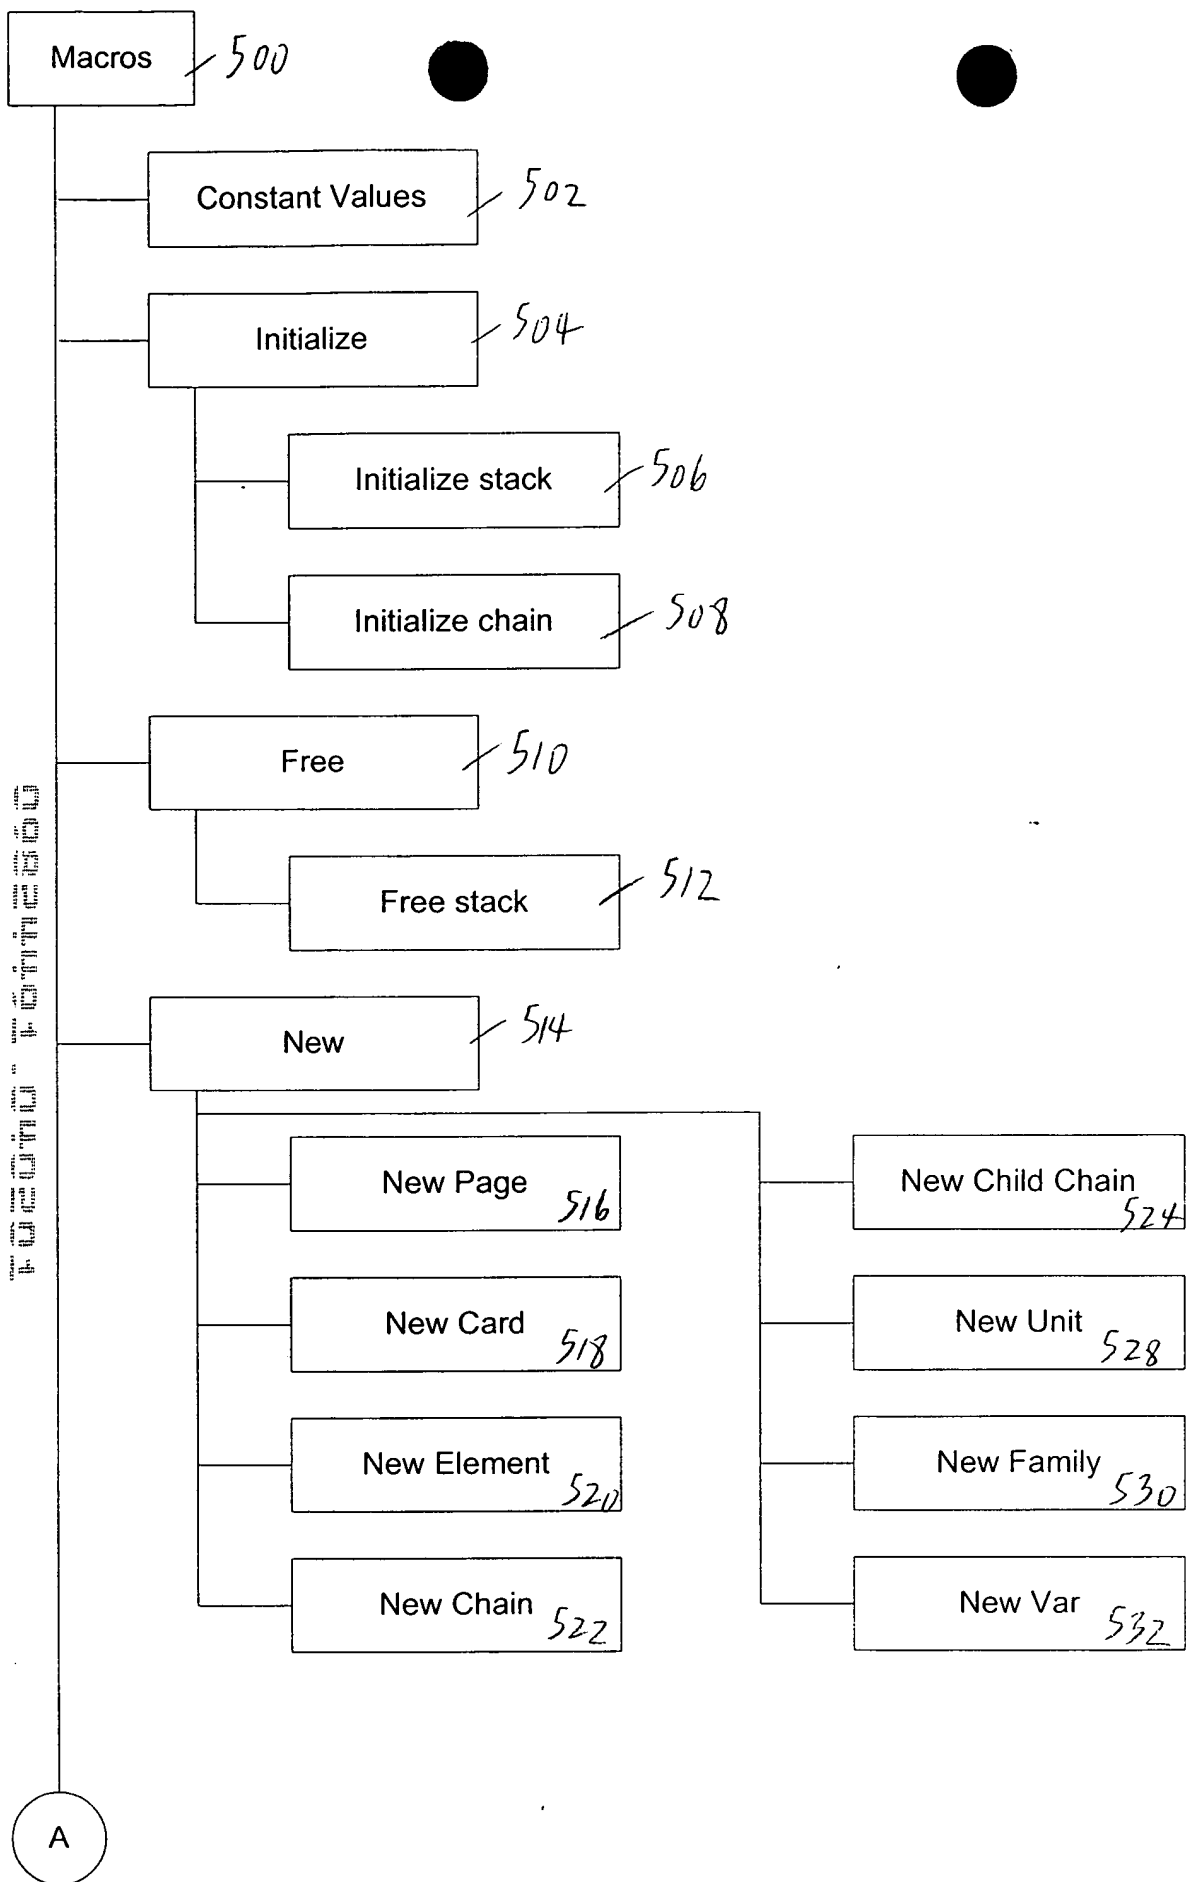 Macros 500
Constant Values 502
Initialize 504
Initialize stack 506
Initialize chain 508
Free 510
Free stack 512
New 514
New Page 516
New Child Chain 524
New Card 518
New Unit 528
New Element 520
New Family 530
New Chain 522
New Var 532
A